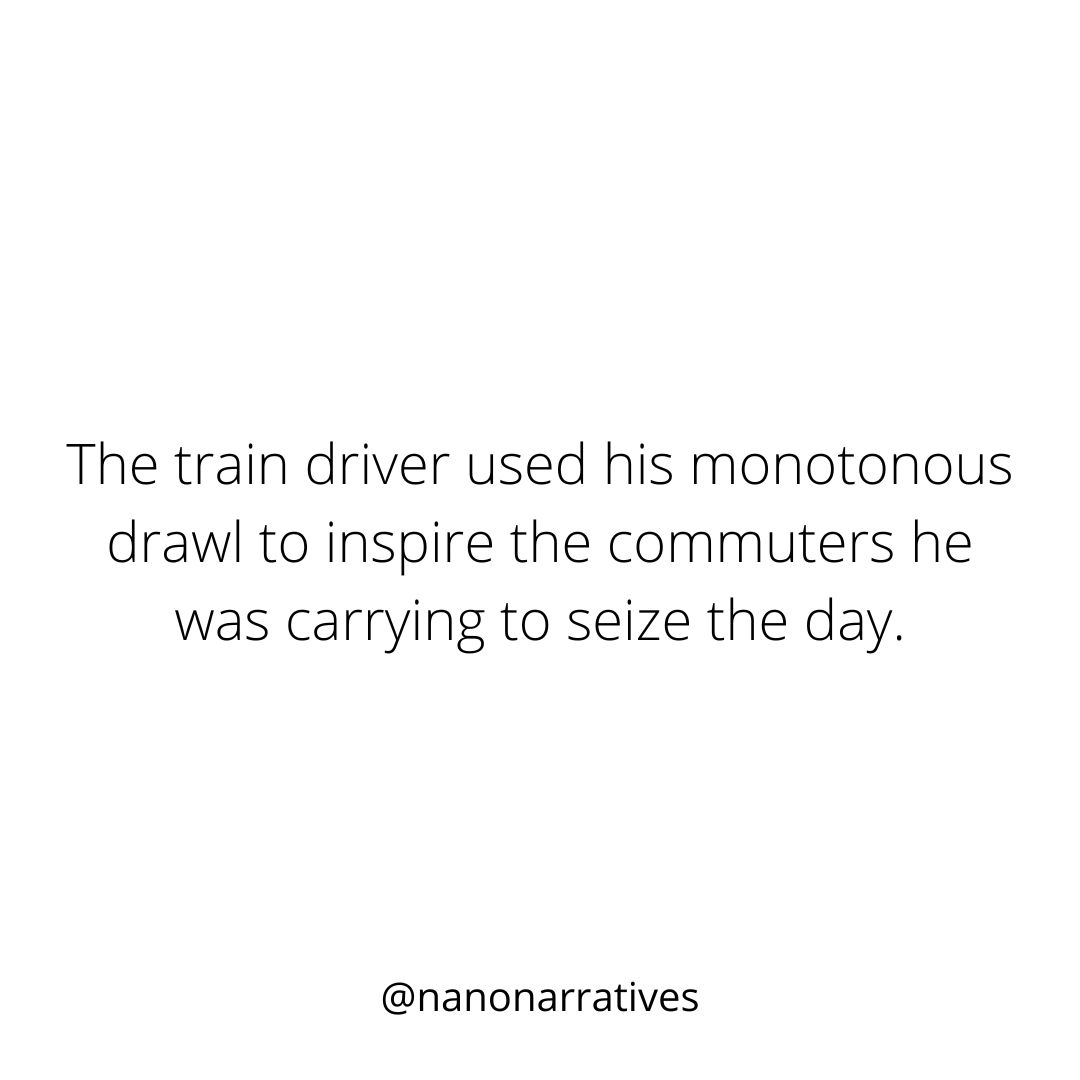 The train driver used his monotonous
drawl to inspire the commuters he
was carrying to seize the day.
@nanonarratives